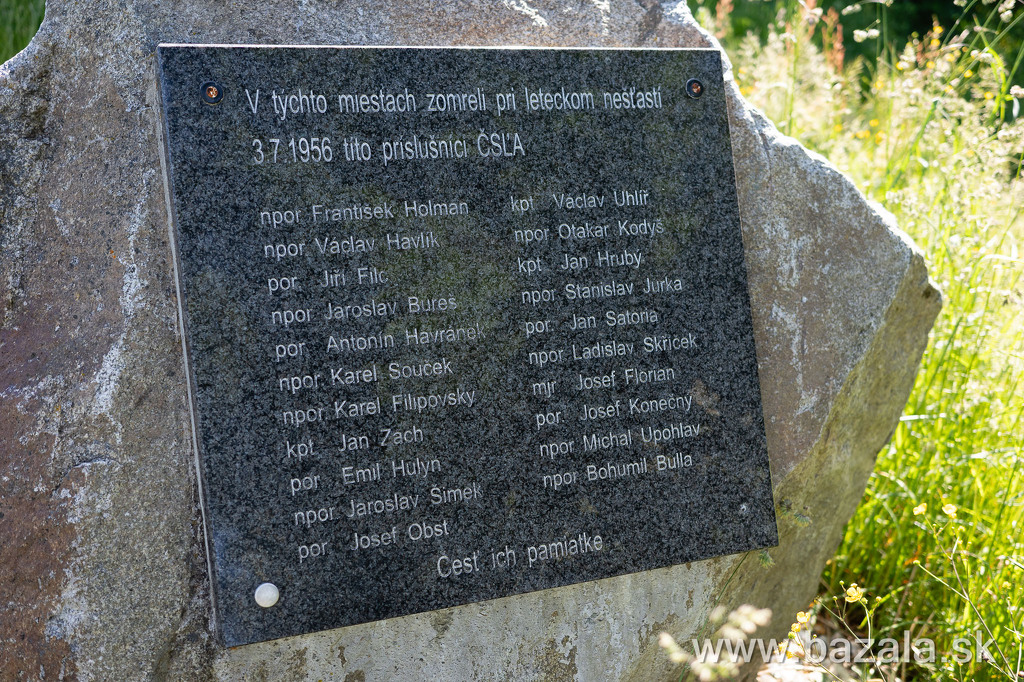 V týchto miestach zomreli pri leteckom nešťastí
3.7.1956 títo príslušníci ČSĽA
npor František Holman
npor Václav Havlík
por Jiří Filc
npor Jaroslav Bureš
por Antonín Havránek
npor Karel Souček
npor Karel Filipovsky
kpt Jan Zach
por Emil Hulyn
npor Jaroslav Šimek
por Josef Obst
kpt Václav Uhlíř
npor Otakar Kodyš
kpt Jan Hruby
npor Stanislav Jurka
por Jan Satoria
npor Ladislav Skřiček
mjr Josef Florian
por Josef Konečný
npor Michal Upohlav
npor Bohumil Bulla
Česť ich pamiatke
www.bazala.sk